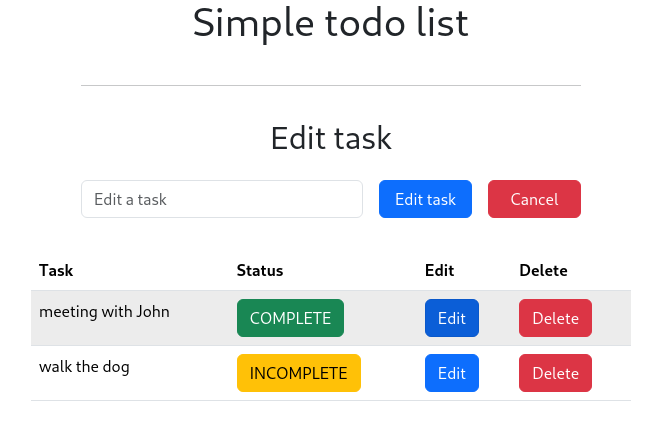 Simple todo list
Edit task
Edit a task Edit task Cancel
Task Status Edit Delete
meeting with John COMPLETE Edit Delete
walk the dog INCOMPLETE Edit Delete